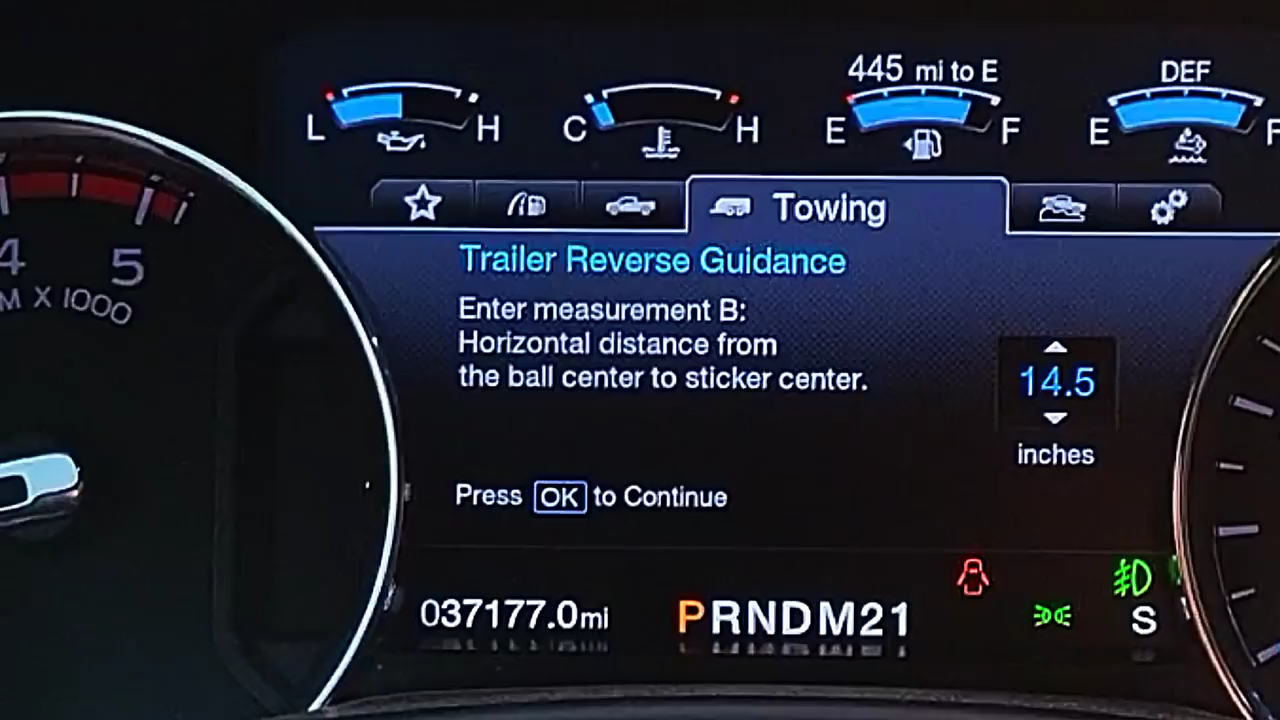 445 mi to E
DEF
L H
C H
E F
E F
Towing
4 5
M X 1000
Trailer Reverse Guidance
Enter measurement B:
Horizontal distance from
the ball center to sticker center.
14.5
inches
Press OK to Continue
037177.0mi
PRNDM21
S